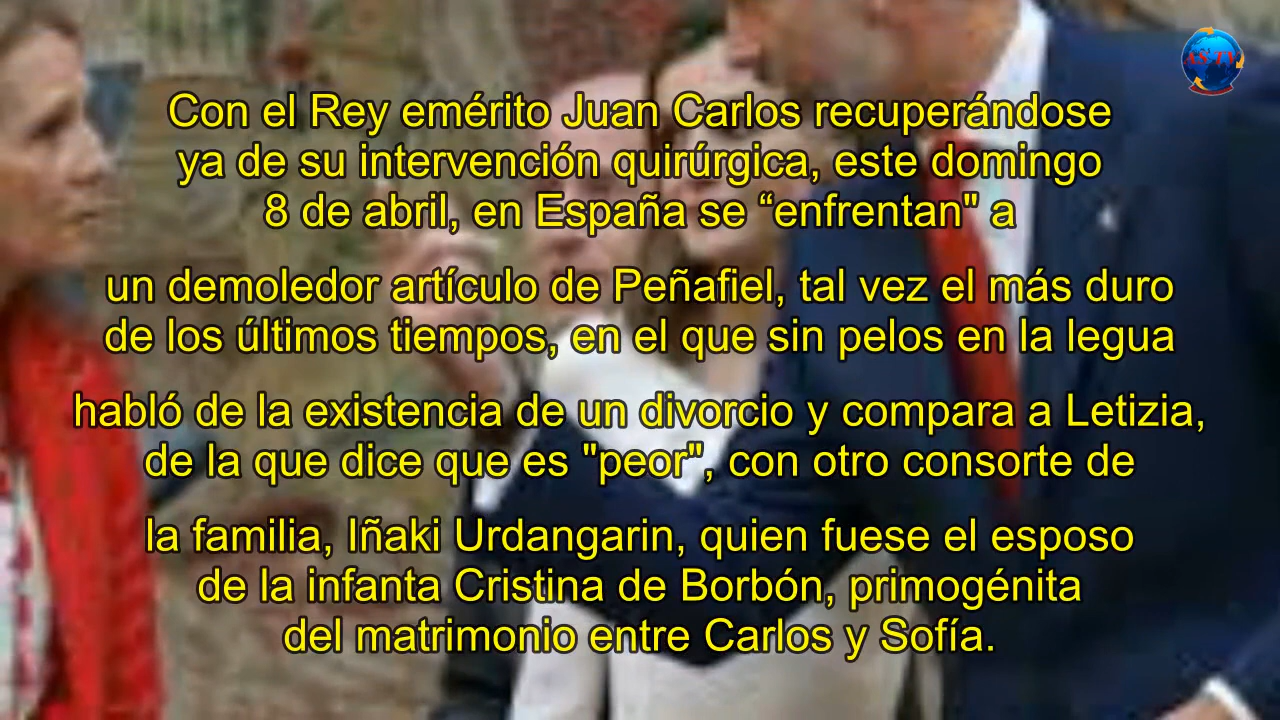 AS TV
Con el Rey emérito Juan Carlos recuperándose
ya de su intervención quirúrgica, este domingo
8 de abril, en España se “enfrentan" a
un demoledor artículo de Peñafiel, tal vez el más duro
de los últimos tiempos, en el que sin pelos en la legua
habló de la existencia de un divorcio y compara a Letizia,
de la que dice que es "peor", con otro consorte de
la familia, Iñaki Urdangarin, quien fuese el esposo
de la infanta Cristina de Borbón, primogénita
del matrimonio entre Carlos y Sofía.